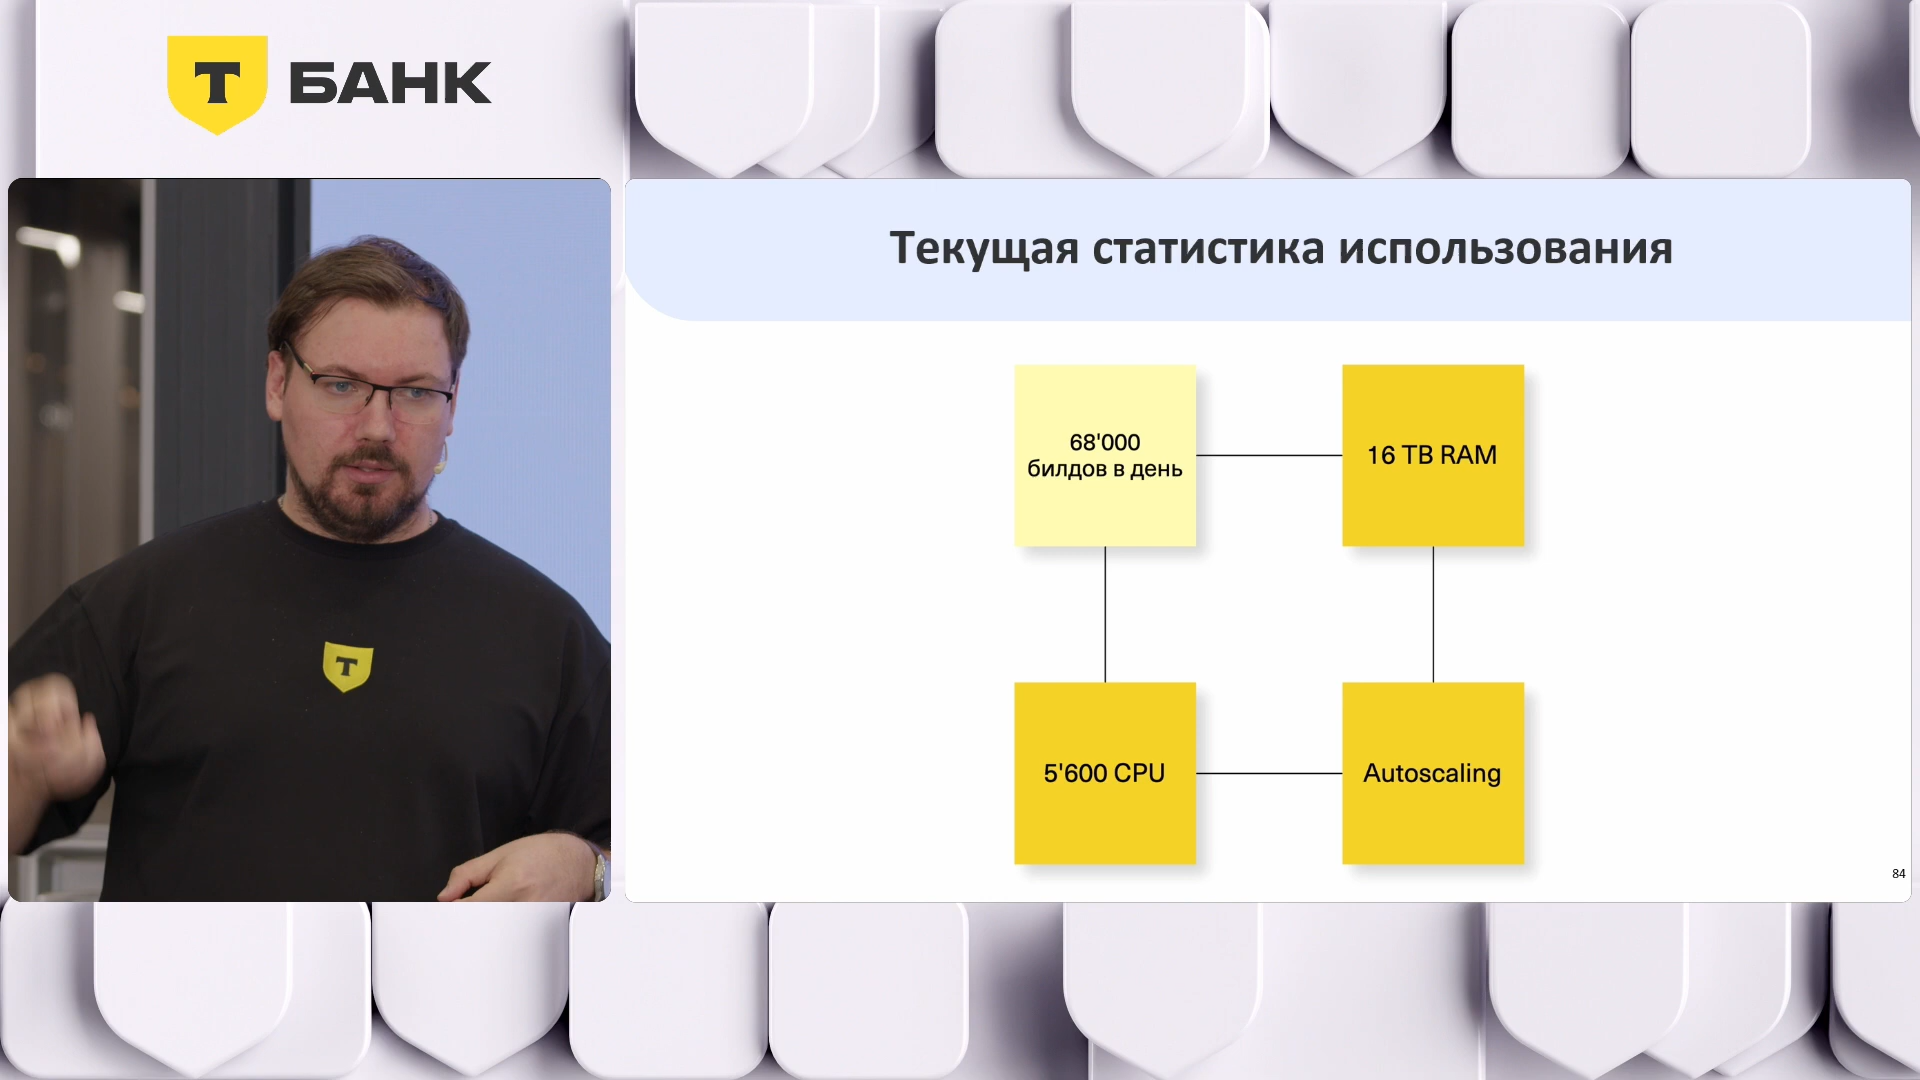 Т БАНК
Т
Текущая статистика использования
68'000
билдов в день
16 TB RAM
5'600 CPU
Autoscaling
84